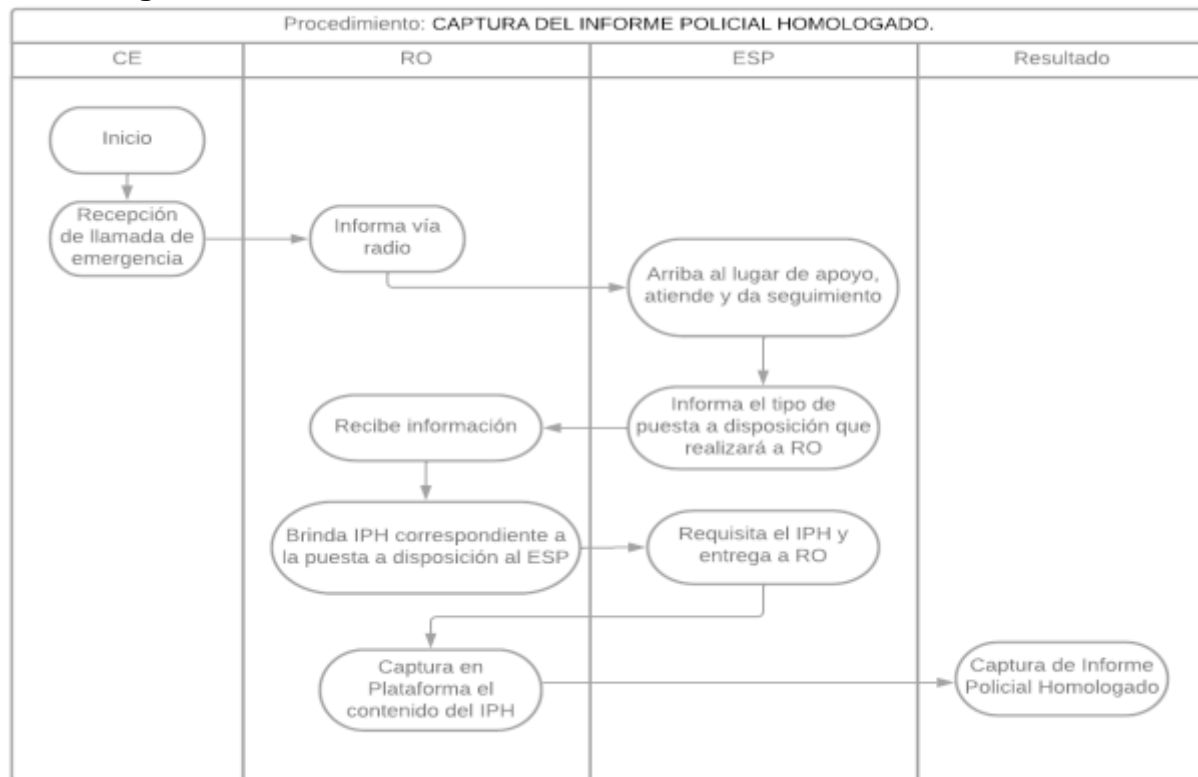 Procedimiento: CAPTURA DEL INFORME POLICIAL HOMOLOGADO.
CE
RO
ESP
Resultado
Inicio
Recepción
de llamada de
emergencia
Informa vía
radio
Arriba al lugar de apoyo,
atiende y da seguimiento
Informa el tipo de
puesta a disposición que
realizará a RO
Recibe información
Brinda IPH correspondiente a
la puesta a disposición al ESP
Requisita el IPH y
entrega a RO
Captura en
Plataforma el
contenido del IPH
Captura de Informe
Policial Homologado